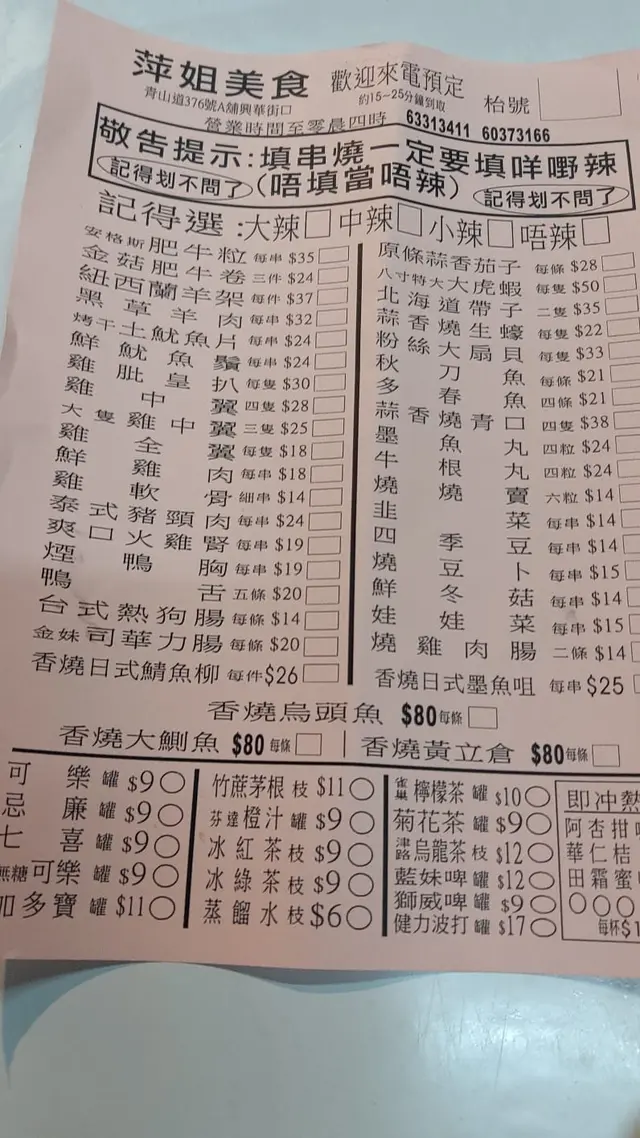 萍姐美食 歡迎來電預定 枱號
青山道376號A舖興華街口 約15~25分鐘到取
營業時間至零晨四時 63313411 60373166
敬告提示:填串燒一定要填咩嘢辣
記得划不問了 (唔填當唔辣) 記得划不問了
記得選:大辣 中辣 小辣 唔辣
安格斯肥牛粒 每串 $35
金菇肥牛卷 三件 $24
紐西蘭羊架 每件 $37
黑草羊肉 每串 $32
烤干土魷魚片 每串 $24
鮮魷魚鬚 每串 $24
雞肶皇扒 每隻 $30
雞中翼 四隻 $28
大隻雞中翼 三隻 $25
雞全翼 每隻 $18
鮮雞肉 每串 $18
雞軟骨 細串 $14
泰式豬頸肉 每串 $24
爽口火雞腎 每串 $19
煙鴨胸 每串 $19
鴨舌 五條 $20
台式熱狗腸 每條 $14
金妹司華力腸 每條 $20
香燒日式鯖魚柳 每件 $26
原條蒜香茄子 每條 $28
八寸特大大虎蝦 每隻 $50
北海道帶子 二隻 $35
蒜香燒生蠔 每隻 $22
粉絲大扇貝 每隻 $33
秋刀魚 每條 $21
多春魚 四條 $21
蒜香燒青口 四隻 $38
墨魚丸 四粒 $24
牛根丸 四粒 $24
燒燒賣 六粒 $14
韭菜 每串 $14
四季豆 每串 $14
燒豆卜 每串 $15
鮮冬菇 每串 $14
娃娃菜 每串 $15
燒雞肉腸 二條 $14
香燒日式墨魚咀 每串 $25
香燒烏頭魚 $80 每條
香燒大鯏魚 $80 每條 香燒黃立倉 $80 每條
可樂 罐 $9
忌廉 罐 $9
七喜 罐 $9
無糖可樂 罐 $9
加多寶 罐 $11
竹蔗茅根 枝 $11
芬達橙汁 罐 $9
冰紅茶 枝 $9
冰綠茶 枝 $9
蒸餾水 枝 $6
雀巢檸檬茶 罐 $10
菊花茶 罐 $9
津路烏龍茶 枝 $12
藍妹啤 罐 $12
獅威啤 罐 $9
健力波打 罐 $17
即冲熱
阿杏拑
華仁桔
田霜蜜
每杯$1